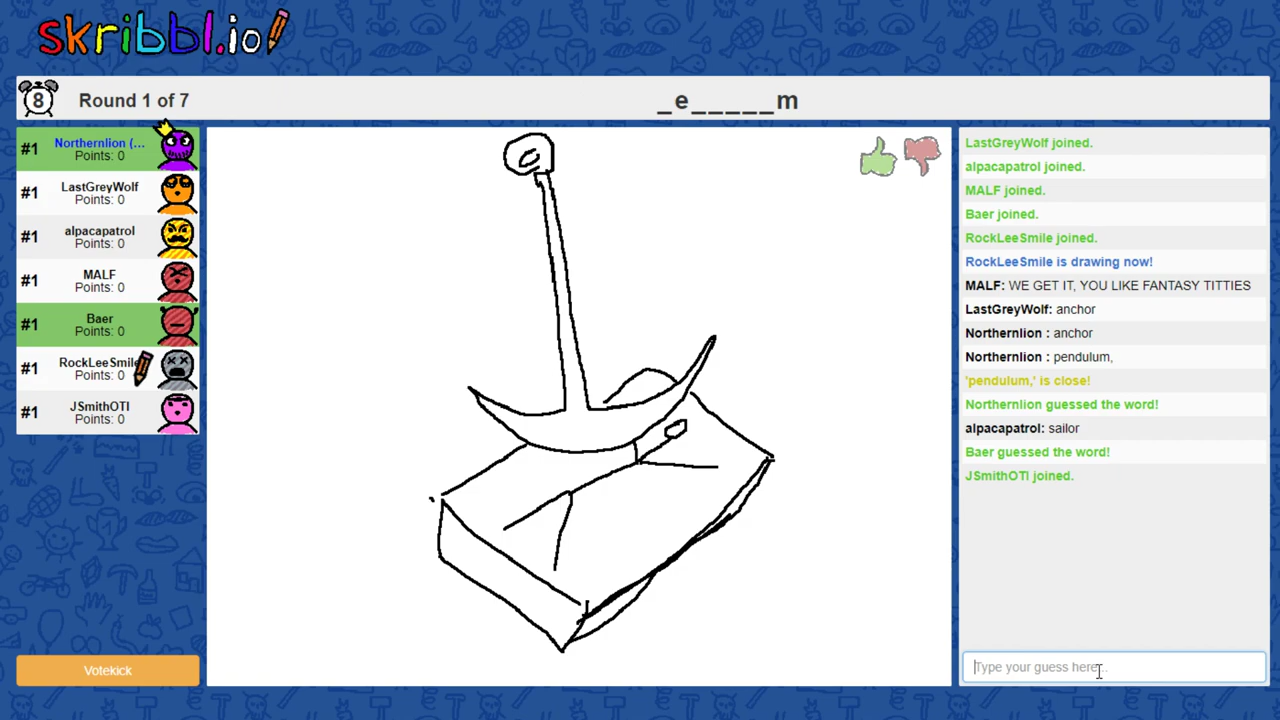 skribbl.io!
8
Round 1 of 7
_e_____m
#1 Northernlion (...
Points: 0
#1 LastGreyWolf
Points: 0
#1 alpacapatrol
Points: 0
#1 MALF
Points: 0
#1 Baer
Points: 0
#1 RockLeeSmile
Points: 0
#1 JSmithOTI
Points: 0
Votekick
LastGreyWolf joined.
alpacapatrol joined.
MALF joined.
Baer joined.
RockLeeSmile joined.
RockLeeSmile is drawing now!
MALF: WE GET IT, YOU LIKE FANTASY TITTIES
LastGreyWolf: anchor
Northernlion : anchor
Northernlion : pendulum,
'pendulum,' is close!
Northernlion guessed the word!
alpacapatrol: sailor
Baer guessed the word!
JSmithOTI joined.
Type your guess here...